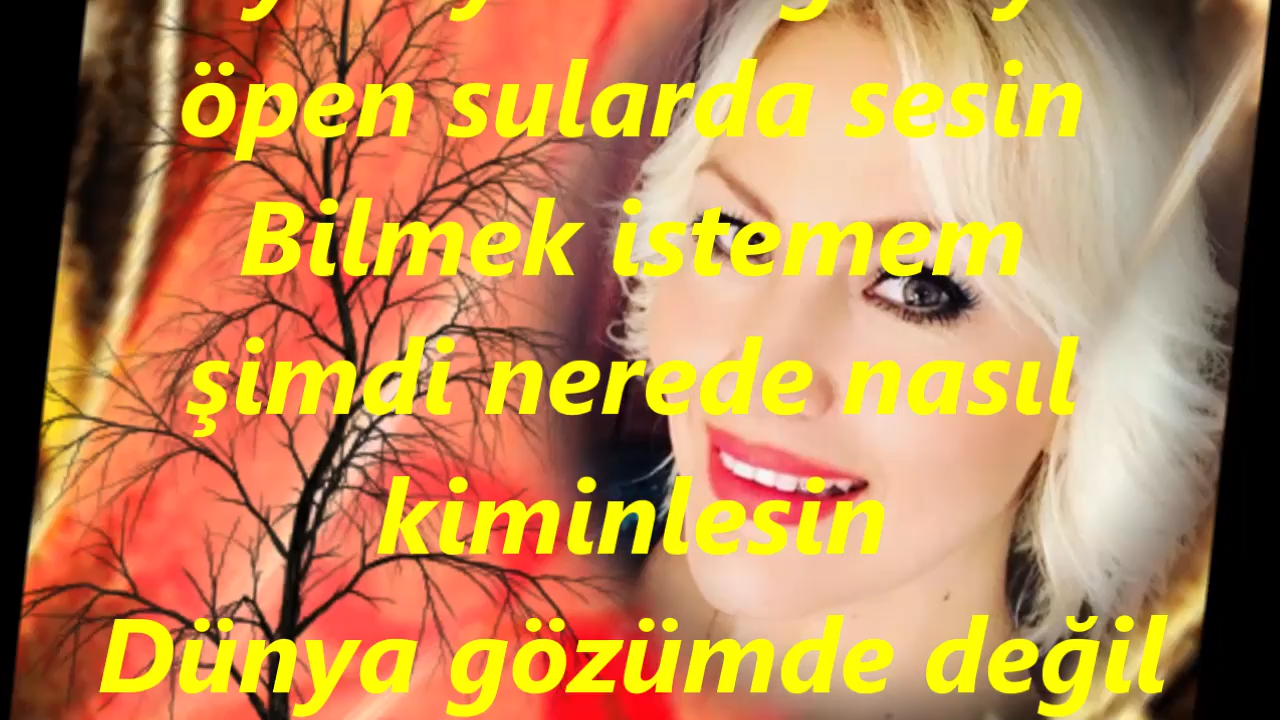 öpen sularda sesin
Bilmek istemem
şimdi nerede nasıl
kiminlesin
Dünya gözümde değil